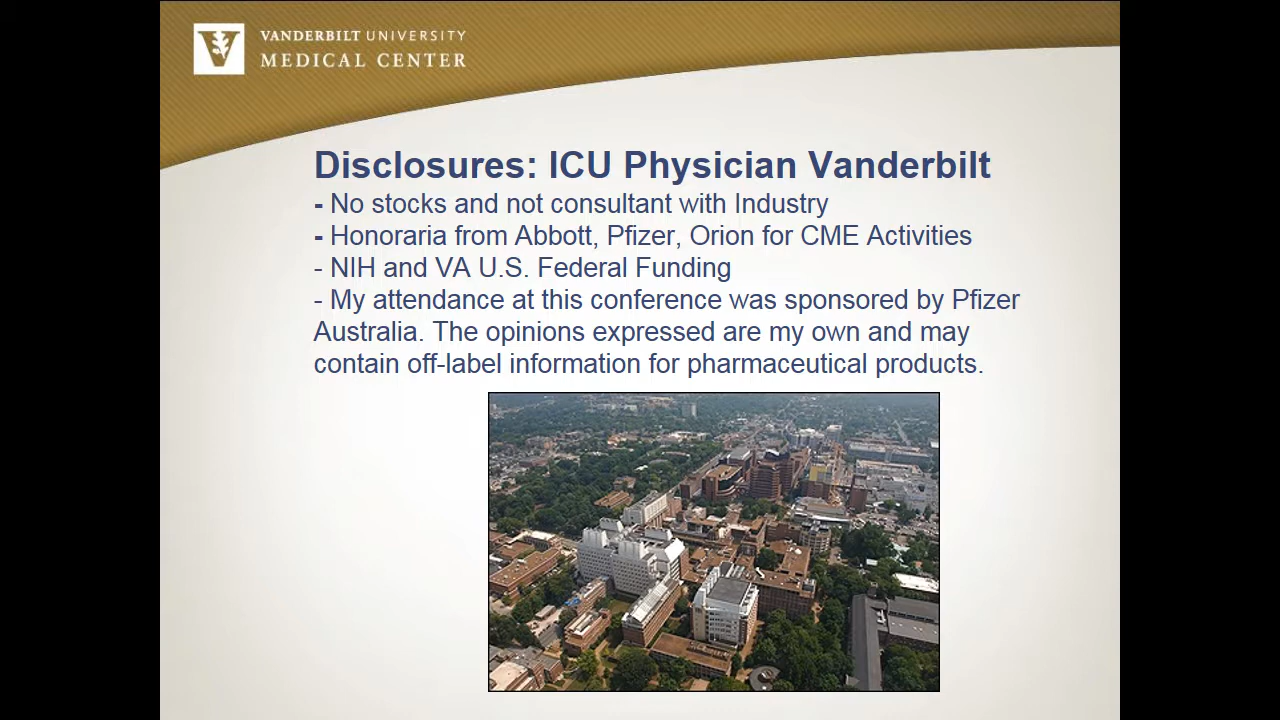 VANDERBILT UNIVERSITY
MEDICAL CENTER
Disclosures: ICU Physician Vanderbilt
- No stocks and not consultant with Industry
- Honoraria from Abbott, Pfizer, Orion for CME Activities
- NIH and VA U.S. Federal Funding
- My attendance at this conference was sponsored by Pfizer
Australia. The opinions expressed are my own and may
contain off-label information for pharmaceutical products.